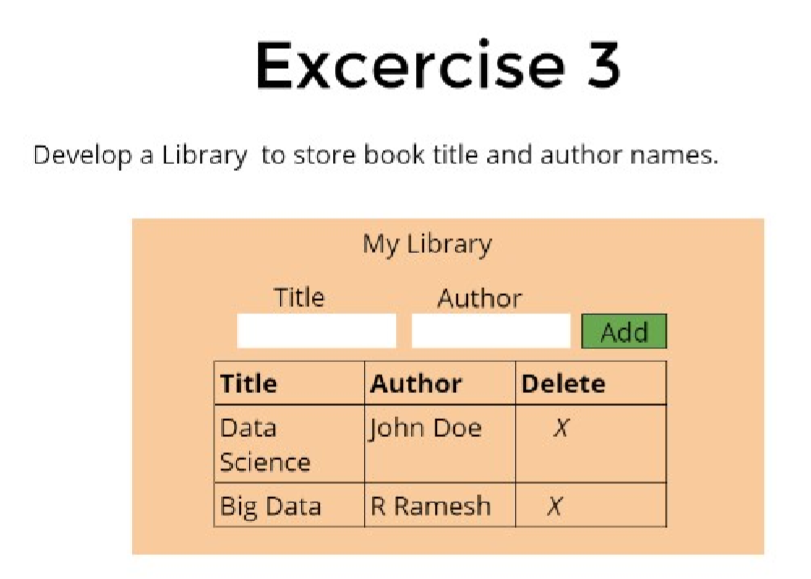 Excercise 3
Develop a Library to store book title and author names.
My Library
Title Author
Add
Title Author Delete
Data Science John Doe X
Big Data R Ramesh X